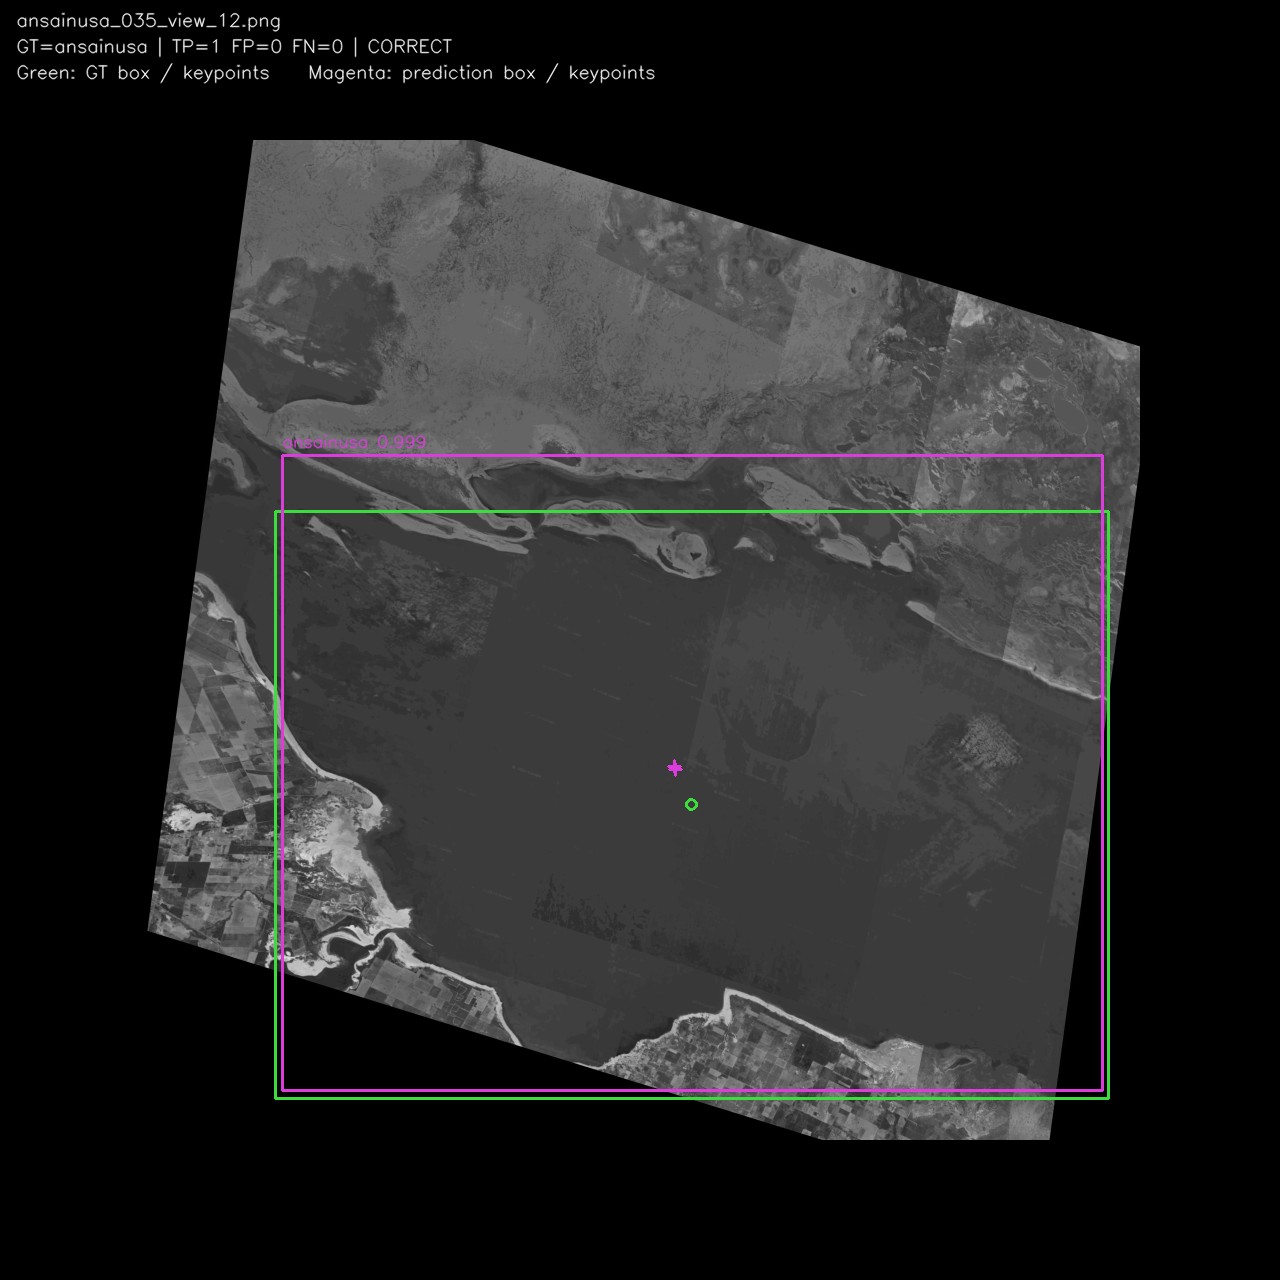 ansainusa_035_view_12.png
GT=ansainusa | TP=1 FP=0 FN=0 | CORRECT
Green: GT box / keypoints    Magenta: prediction box / keypoints
ansainusa 0.999